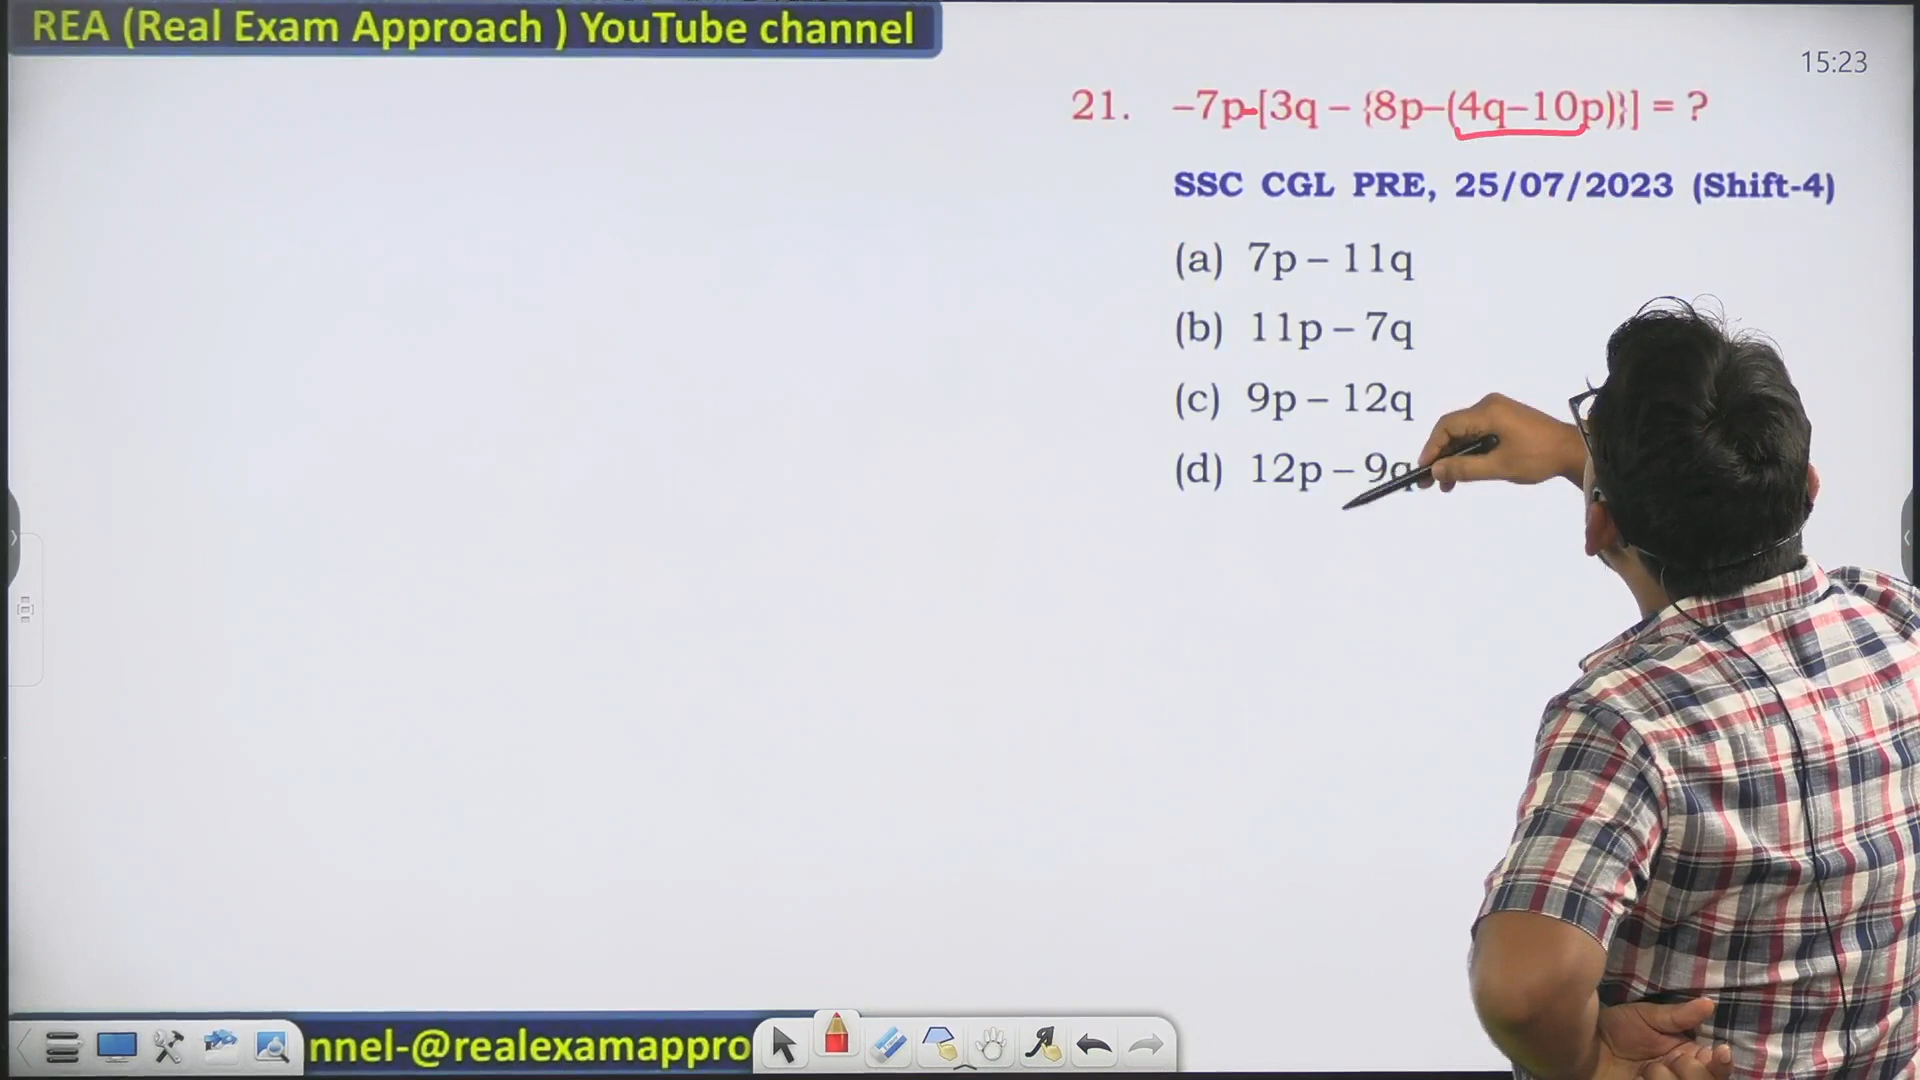 REA (Real Exam Approach ) YouTube channel
15:23
21. –7p-[3q – {8p–(4q–10p)}] = ?
SSC CGL PRE, 25/07/2023 (Shift-4)
(a) 7p – 11q
(b) 11p – 7q
(c) 9p – 12q
(d) 12p – 9q
nnel-@realexamappro